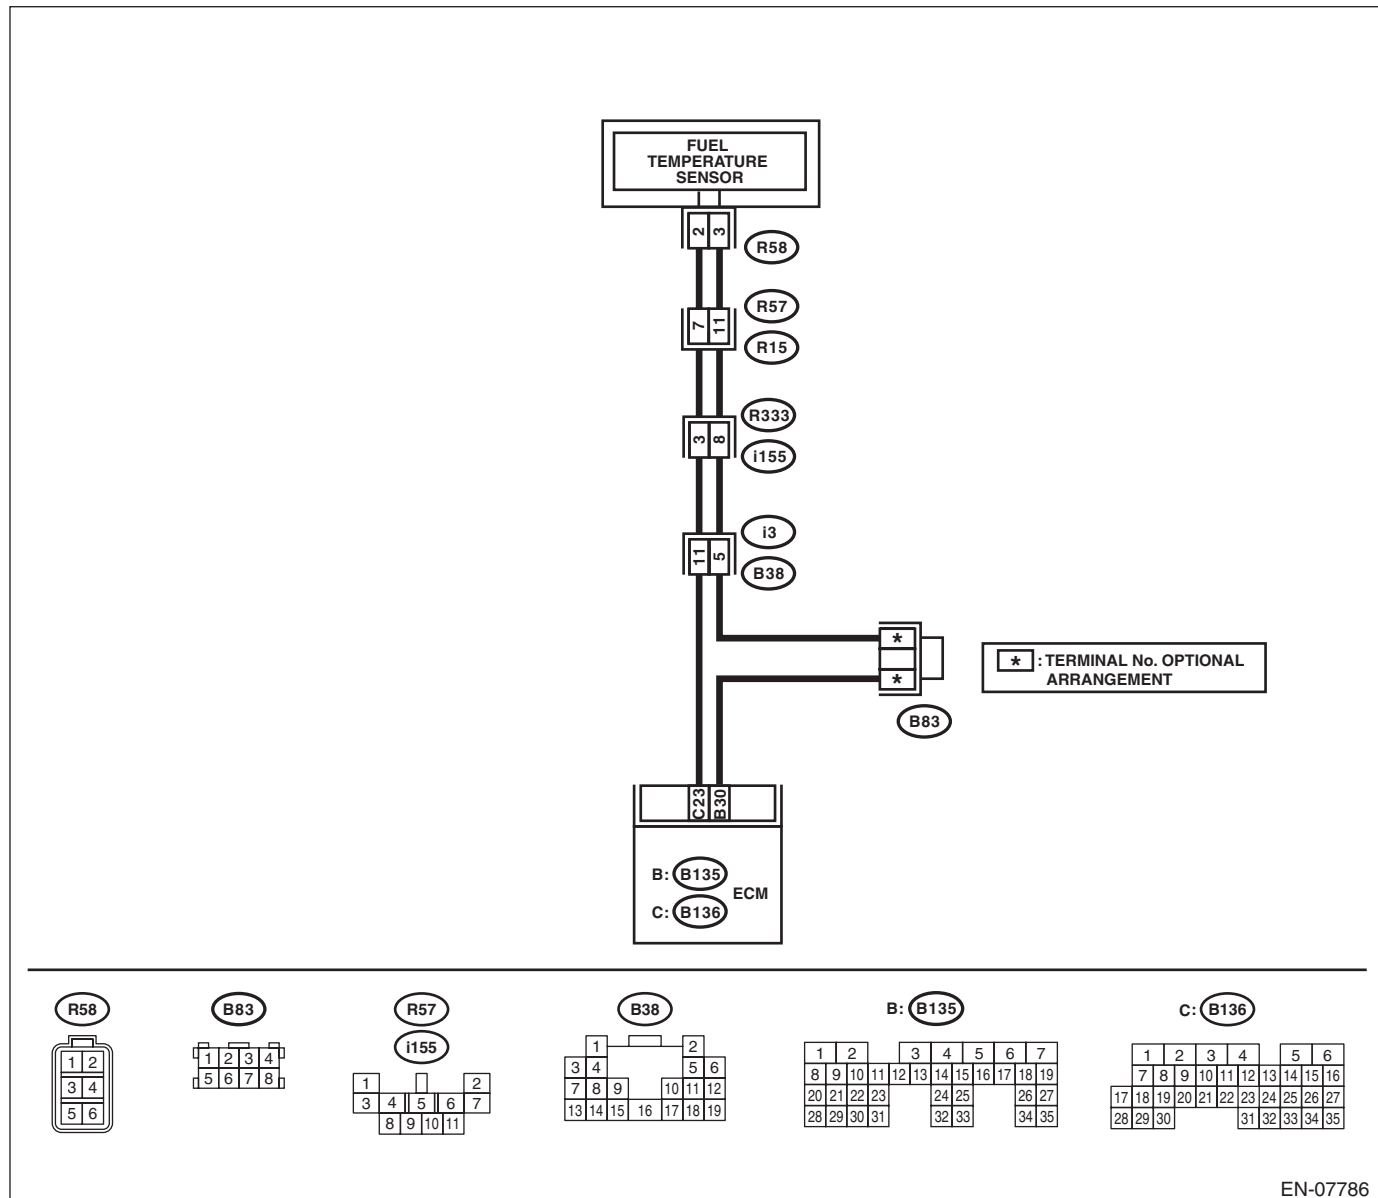 FUEL
TEMPERATURE
SENSOR
2 3
R58
R57
7 11
R15
R333
3 8
i155
i3
11 5
B38
*
* : TERMINAL No. OPTIONAL
ARRANGEMENT
*
B83
C23 B30
B: B135
ECM
C: B136
R58
B83
R57
i155
B38
B: B135
C: B136
1 2
3 4
5 6
1 2 3 4
5 6 7 8
1 2
3 4 5 6 7
8 9 10 11
1 2
3 4 5 6
7 8 9 10 11 12
13 14 15 16 17 18 19
1 2 3 4 5 6 7
8 9 10 11 12 13 14 15 16 17 18 19
20 21 22 23 24 25 26 27
28 29 30 31 32 33 34 35
1 2 3 4 5 6
7 8 9 10 11 12 13 14 15 16
17 18 19 20 21 22 23 24 25 26 27
28 29 30 31 32 33 34 35
EN-07786